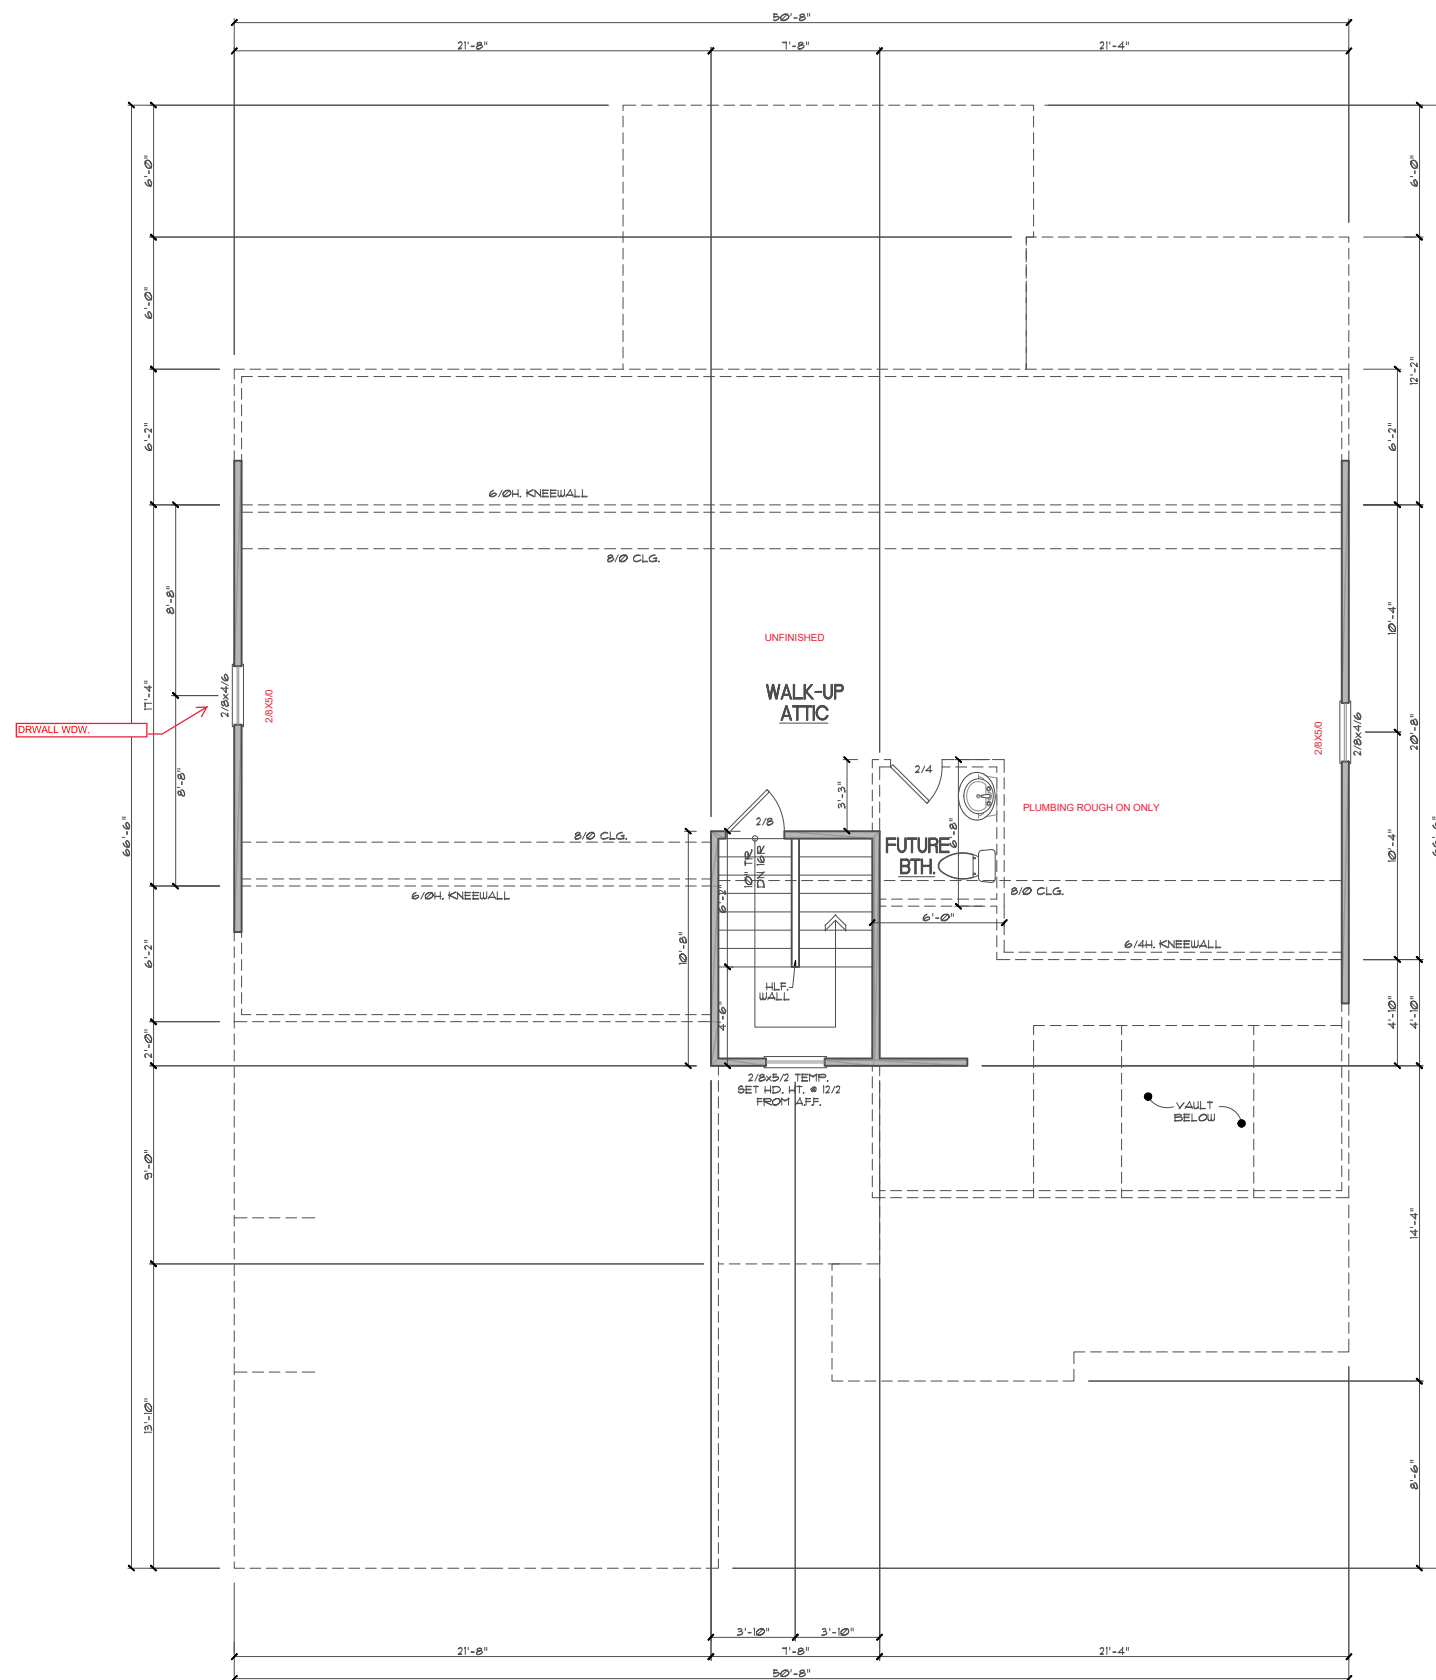 50'-8"
21'-8"
7'-8"
21'-4"
6'-0"
6'-0"
6'-0"
12'-2"
6'-2"
6'-2"
6/0H. KNEEWALL
8/0 CLG.
8'-8"
17'-4"
UNFINISHED
WALK-UP
ATTIC
2/8x4/6
2/8X5/0
DRWALL WDW.
2/8X5/0
2/8x4/6
10'-4"
20'-8"
8'-8"
3'-3"
2/4
PLUMBING ROUGH ON ONLY
66'-6"
8/0 CLG.
2/8
6'-8"
FUTURE
BTH.
10'-4"
10" TR.
DN 16R
6/0H. KNEEWALL
6'-2"
8/0 CLG.
6'-0"
6/4H. KNEEWALL
6'-2"
10'-8"
HLF.
WALL
4'-6"
4'-10"
4'-10"
2'-0"
2/8x5/2 TEMP.
SET HD. HT. @ 12/2
FROM A.F.F.
VAULT
BELOW
9'-0"
14'-4"
13'-10"
8'-6"
3'-10"
3'-10"
21'-8"
7'-8"
21'-4"
50'-8"